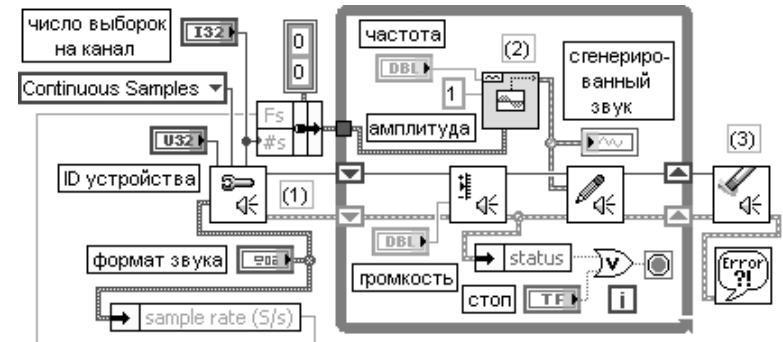 число выборок
на канал
I32
Continuous Samples
U32
ID устройства
(1)
формат звука
sample rate (S/s)
0
0
Fs
#s
частота
DBL
1
(2)
амплитуда
сгенериро-
ванный
звук
DBL
громкость
status
стоп
TF
i
(3)
Error
?!